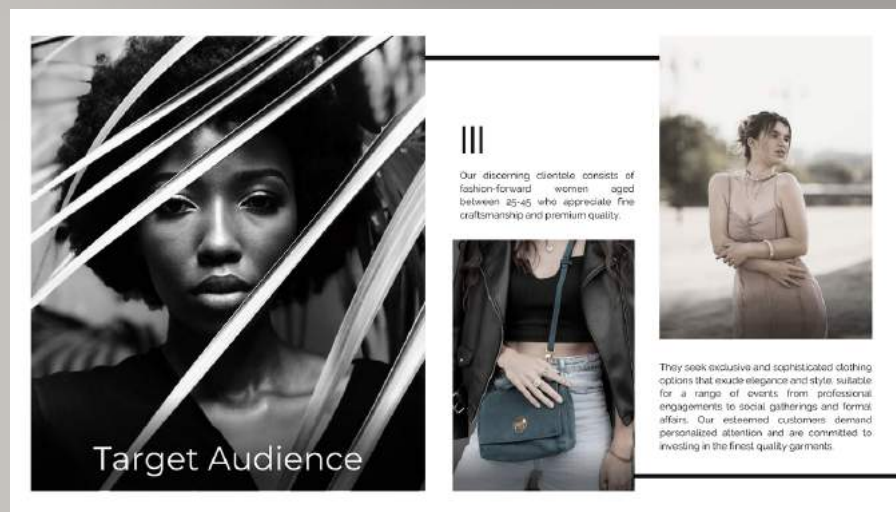 Target Audience
III
Our discerning clientele consists of
fashion-forward women aged
between 25-45 who appreciate fine
craftsmanship and premium quality.
They seek exclusive and sophisticated clothing
options that exude elegance and style, suitable
for a range of events from professional
engagements to social gatherings and formal
affairs. Our esteemed customers demand
personalized attention and are committed to
investing in the finest quality garments.